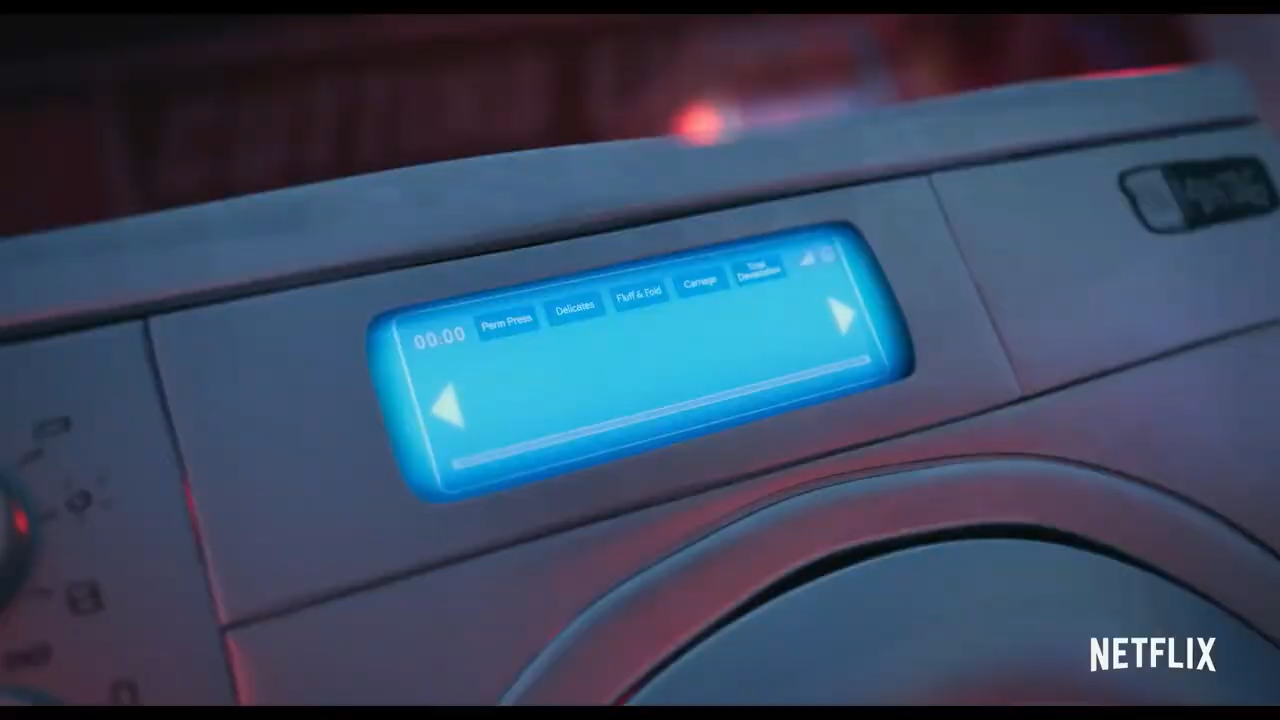 00:00
Perm Press
Delicates
Fluff & Fold
Carnage
Total
Devastation
NETFLIX